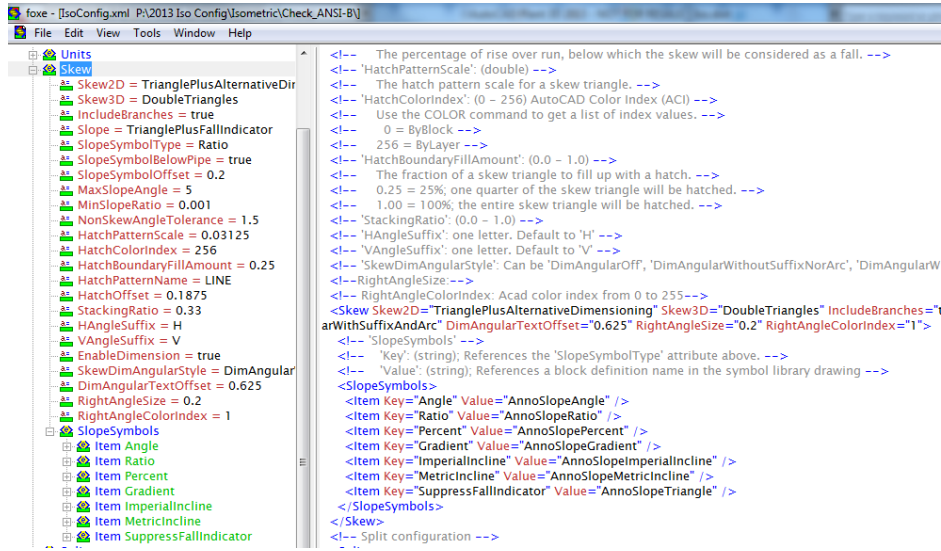 foxe - [IsoConfig.xml P:\2013 Iso Config\Isometric\Check_ANSI-B\]
File Edit View Tools Window Help
Units
Skew
Skew2D = TrianglePlusAlternativeDir
Skew3D = DoubleTriangles
IncludeBranches = true
Slope = TrianglePlusFallIndicator
SlopeSymbolType = Ratio
SlopeSymbolBelowPipe = true
SlopeSymbolOffset = 0.2
MaxSlopeAngle = 5
MinSlopeRatio = 0.001
NonSkewAngleTolerance = 1.5
HatchPatternScale = 0.03125
HatchColorIndex = 256
HatchBoundaryFillAmount = 0.25
HatchPatternName = LINE
HatchOffset = 0.1875
StackingRatio = 0.33
HAngleSuffix = H
VAngleSuffix = V
EnableDimension = true
SkewDimAngularStyle = DimAngular
DimAngularTextOffset = 0.625
RightAngleSize = 0.2
RightAngleColorIndex = 1
SlopeSymbols
Item Angle
Item Ratio
Item Percent
Item Gradient
Item ImperialIncline
Item MetricIncline
Item SuppressFallIndicator
<!-- The percentage of rise over run, below which the skew will be considered as a fall. -->
<!-- 'HatchPatternScale': (double) -->
<!-- The hatch pattern scale for a skew triangle. -->
<!-- 'HatchColorIndex': (0 - 256) AutoCAD Color Index (ACI) -->
<!-- Use the COLOR command to get a list of index values. -->
<!-- 0 = ByBlock -->
<!-- 256 = ByLayer -->
<!-- 'HatchBoundaryFillAmount': (0.0 - 1.0) -->
<!-- The fraction of a skew triangle to fill up with a hatch. -->
<!-- 0.25 = 25%; one quarter of the skew triangle will be hatched. -->
<!-- 1.00 = 100%; the entire skew triangle will be hatched. -->
<!-- 'StackingRatio': (0.0 - 1.0) -->
<!-- 'HAngleSuffix': one letter. Default to 'H' -->
<!-- 'VAngleSuffix': one letter. Default to 'V' -->
<!-- 'SkewDimAngularStyle': Can be 'DimAngularOff', 'DimAngularWithoutSuffixNorArc', 'DimAngularW
<!--RightAngleSize:-->
<!-- RightAngleColorIndex: Acad color index from 0 to 255-->
<Skew Skew2D="TrianglePlusAlternativeDimensioning" Skew3D="DoubleTriangles" IncludeBranches="t
arWithSuffixAndArc" DimAngularTextOffset="0.625" RightAngleSize="0.2" RightAngleColorIndex="1">
<!-- 'SlopeSymbols' -->
<!-- 'Key': (string); References the 'SlopeSymbolType' attribute above. -->
<!-- 'Value': (string); References a block definition name in the symbol library drawing -->
<SlopeSymbols>
<Item Key="Angle" Value="AnnoSlopeAngle" />
<Item Key="Ratio" Value="AnnoSlopeRatio" />
<Item Key="Percent" Value="AnnoSlopePercent" />
<Item Key="Gradient" Value="AnnoSlopeGradient" />
<Item Key="ImperialIncline" Value="AnnoSlopeImperialIncline" />
<Item Key="MetricIncline" Value="AnnoSlopeMetricIncline" />
<Item Key="SuppressFallIndicator" Value="AnnoSlopeTriangle" />
</SlopeSymbols>
</Skew>
<!-- Split configuration -->